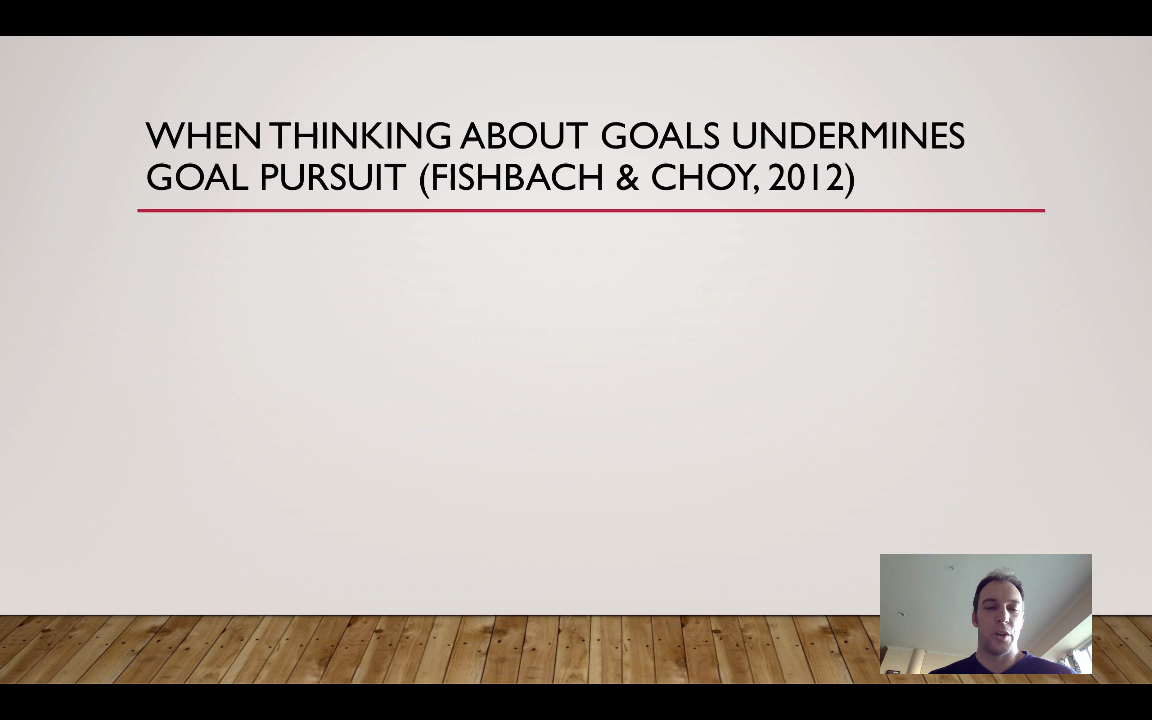 WHEN THINKING ABOUT GOALS UNDERMINES
GOAL PURSUIT (FISHBACH & CHOY, 2012)